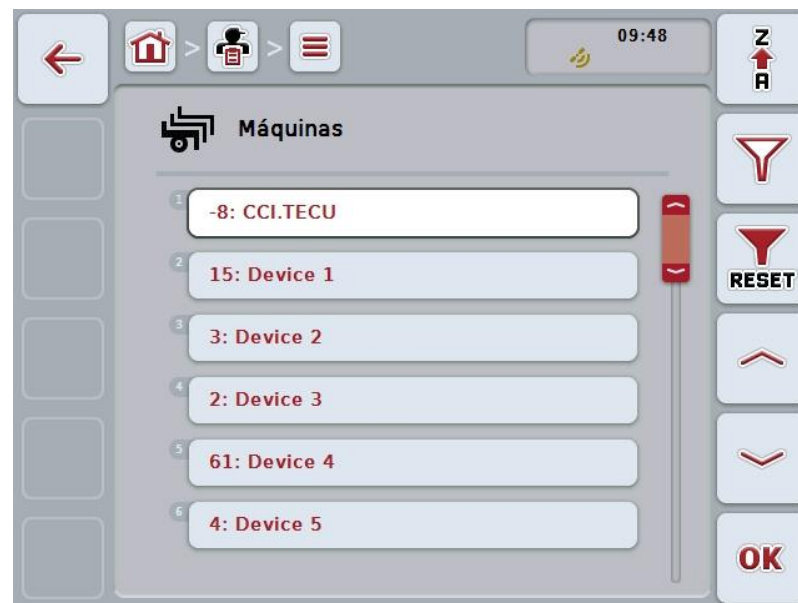 09:48
Z
A
Máquinas
1
-8: CCI.TECU
2
15: Device 1
RESET
3
3: Device 2
4
2: Device 3
5
61: Device 4
6
4: Device 5
OK